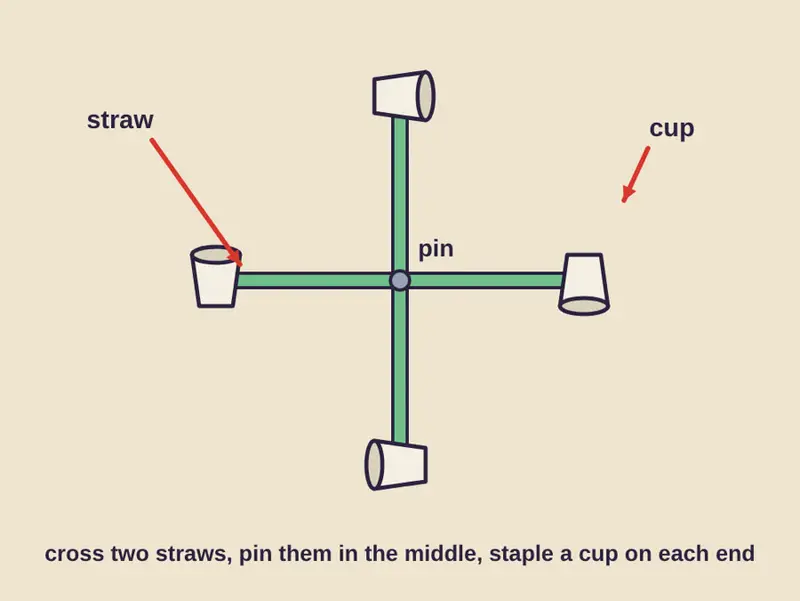 straw
cup
pin
cross two straws, pin them in the middle, staple a cup on each end